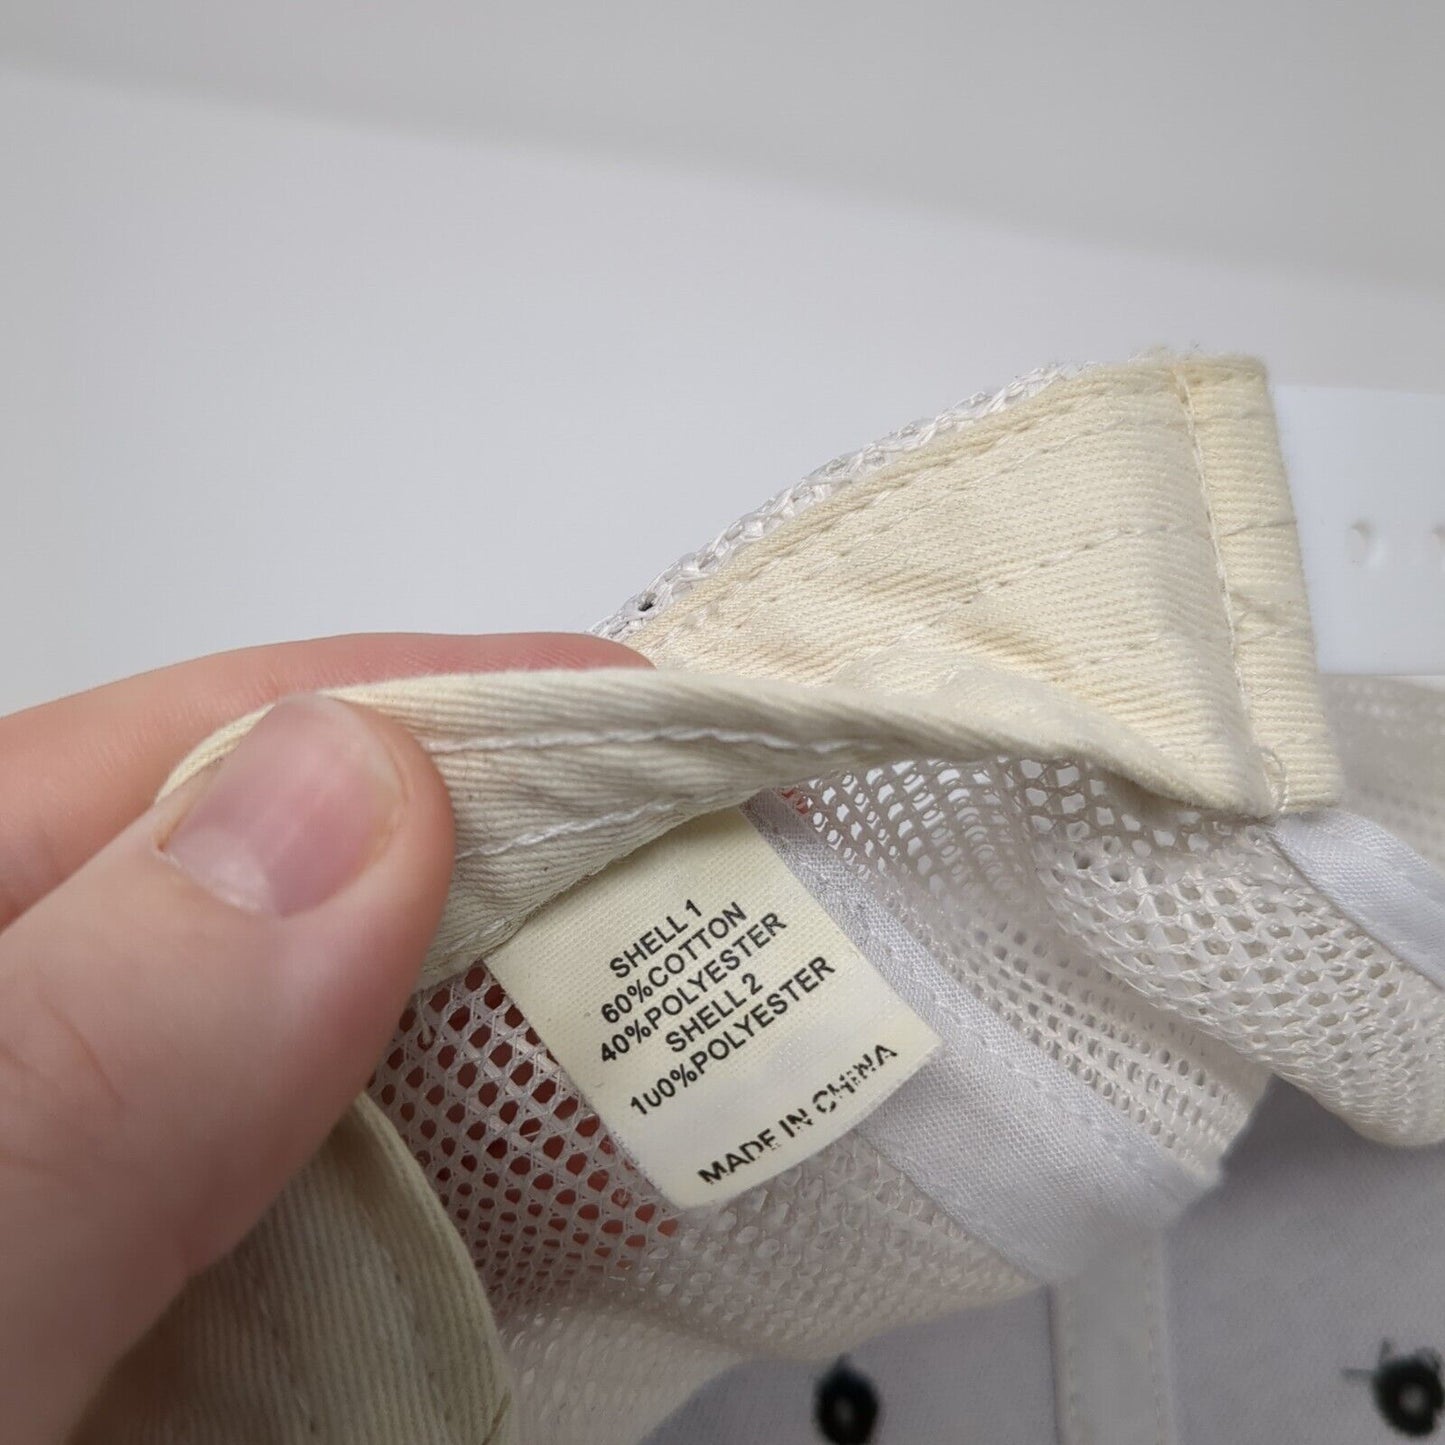 SHELL 1
60%COTTON
40%POLYESTER
SHELL 2
100%POLYESTER
MADE IN CHINA